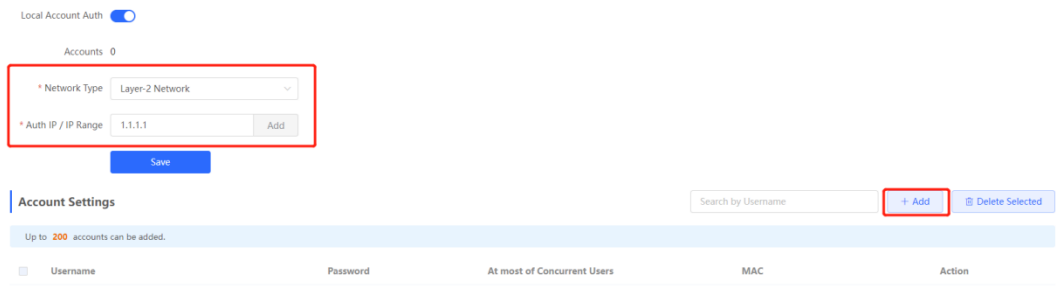 Local Account Auth
Accounts 0
* Network Type Layer-2 Network
* Auth IP / IP Range 1.1.1.1 Add
Save
Account Settings Search by Username + Add Delete Selected
Up to 200 accounts can be added.
Username Password At most of Concurrent Users MAC Action